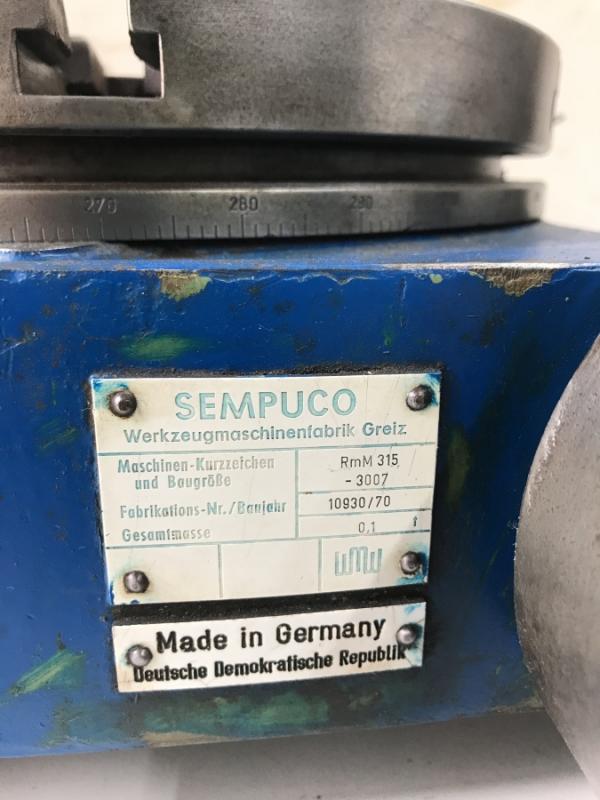 270 280 290
SEMPUCO
Werkzeugmaschinenfabrik Greiz
Maschinen-Kurzzeichen
und Baugröße
RmM 315
- 3007
Fabrikations-Nr./Baujahr 10930/70
Gesamtmasse 0,1 t
WMW
Made in Germany
Deutsche Demokratische Republik